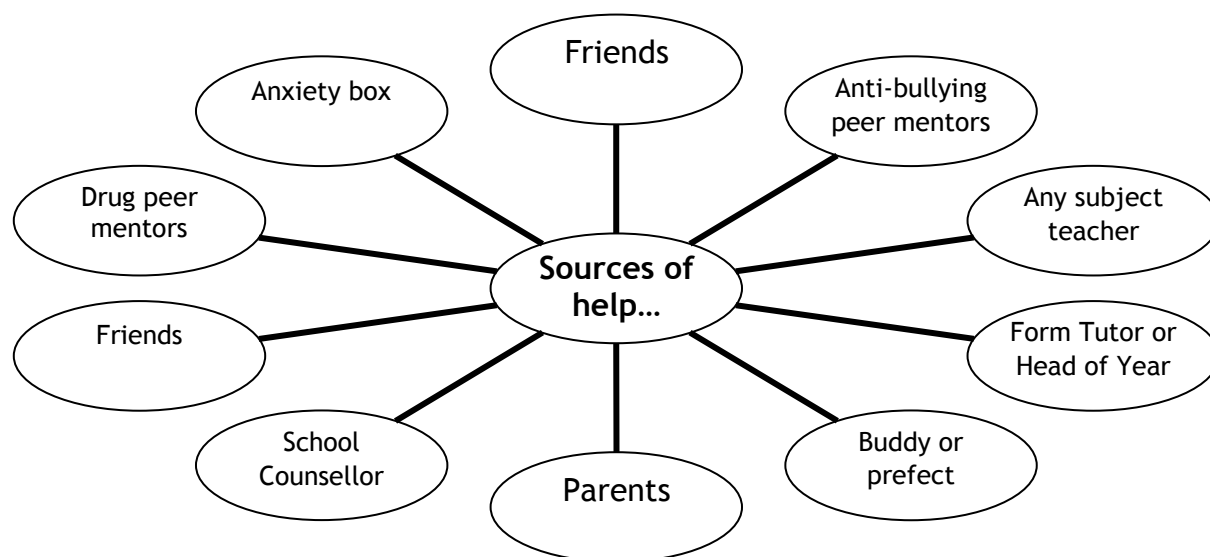 Friends
Anxiety box
Anti-bullying
peer mentors
Drug peer
mentors
Any subject
teacher
Sources of
help…
Friends
Form Tutor or
Head of Year
School
Counsellor
Buddy or
prefect
Parents